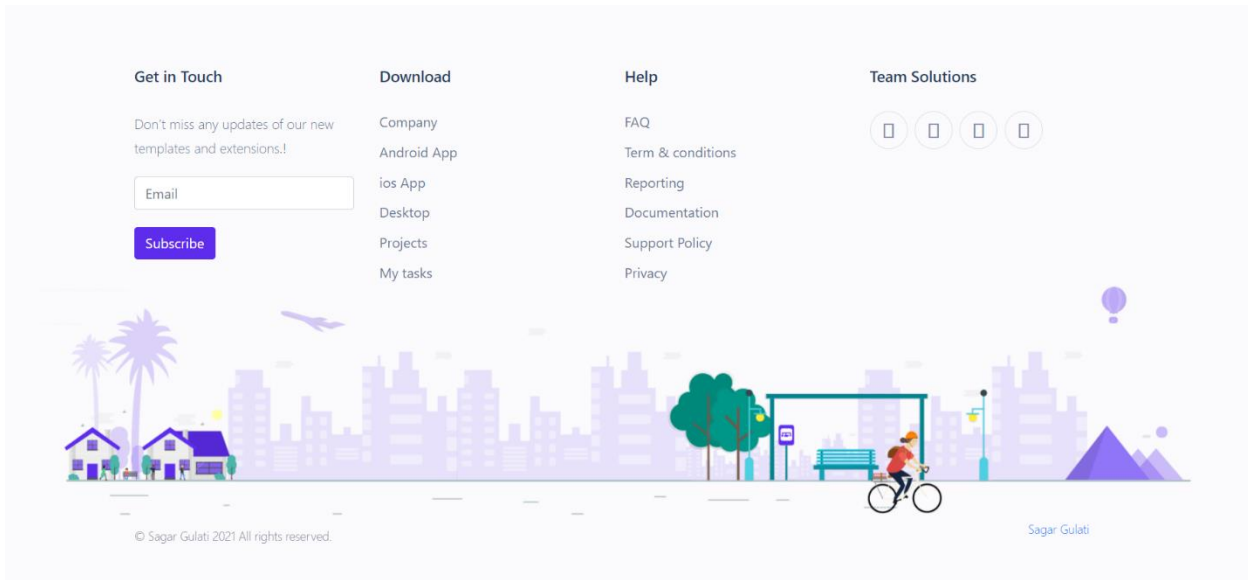 Get in Touch
Don't miss any updates of our new
templates and extensions.!
Email
Subscribe
Download
Company
Android App
ios App
Desktop
Projects
My tasks
Help
FAQ
Term & conditions
Reporting
Documentation
Support Policy
Privacy
Team Solutions
© Sagar Gulati 2021 All rights reserved.
Sagar Gulati